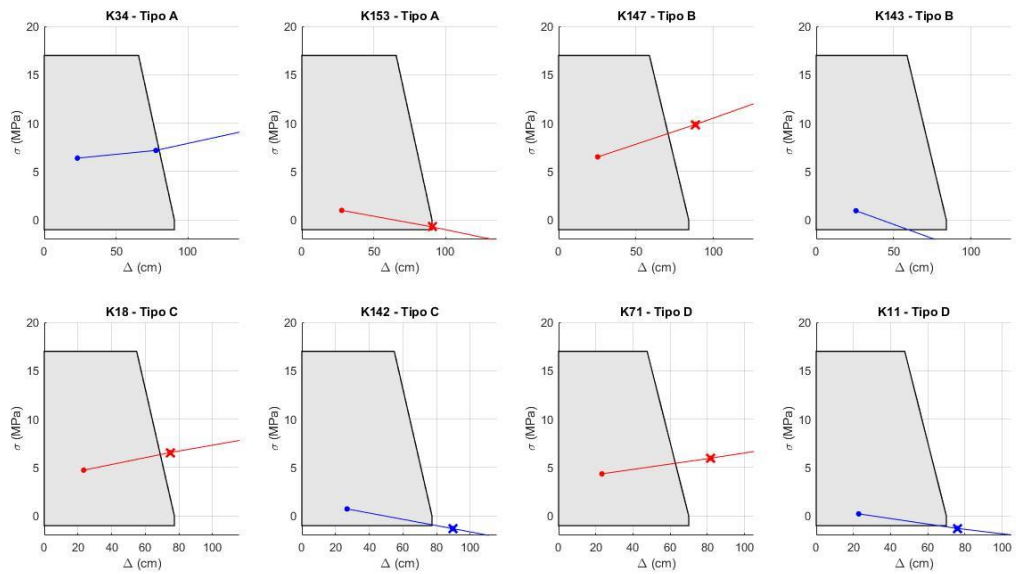 K34 - Tipo A
20
15
10
5
0
σ (MPa)
0
50
100
Δ (cm)
K153 - Tipo A
20
15
10
5
0
σ (MPa)
0
50
100
Δ (cm)
K147 - Tipo B
20
15
10
5
0
σ (MPa)
0
50
100
Δ (cm)
K143 - Tipo B
20
15
10
5
0
σ (MPa)
0
50
100
Δ (cm)
K18 - Tipo C
20
15
10
5
0
σ (MPa)
0 20 40 60 80 100
Δ (cm)
K142 - Tipo C
20
15
10
5
0
σ (MPa)
0 20 40 60 80 100
Δ (cm)
K71 - Tipo D
20
15
10
5
0
σ (MPa)
0 20 40 60 80 100
Δ (cm)
K11 - Tipo D
20
15
10
5
0
σ (MPa)
0 20 40 60 80 100
Δ (cm)